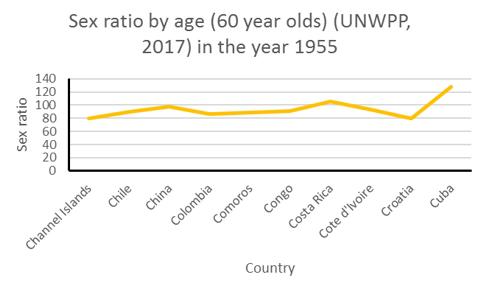 Sex ratio by age (60 year olds) (UNWPP,
2017) in the year 1955
140
120
100
80
60
40
20
0
Sex ratio
Channel Islands
Chile
China
Colombia
Comoros
Congo
Costa Rica
Cote d'Ivoire
Croatia
Cuba
Country